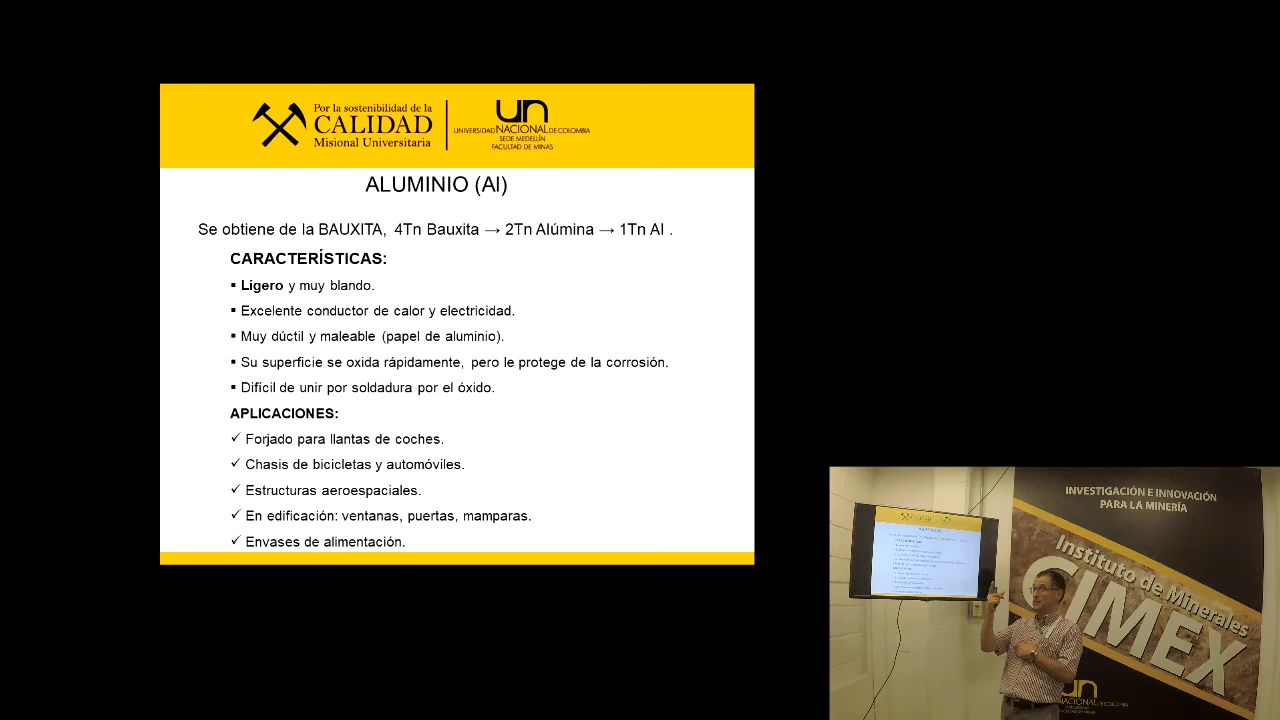 Por la sostenibilidad de la
CALIDAD
Misional Universitaria
un
UNIVERSIDAD NACIONAL DE COLOMBIA
SEDE MEDELLÍN
FACULTAD DE MINAS
ALUMINIO (Al)
Se obtiene de la BAUXITA, 4Tn Bauxita → 2Tn Alúmina → 1Tn Al .
CARACTERÍSTICAS:
▪ Ligero y muy blando.
▪ Excelente conductor de calor y electricidad.
▪ Muy dúctil y maleable (papel de aluminio).
▪ Su superficie se oxida rápidamente, pero le protege de la corrosión.
▪ Difícil de unir por soldadura por el óxido.
APLICACIONES:
✓ Forjado para llantas de coches.
✓ Chasis de bicicletas y automóviles.
✓ Estructuras aeroespaciales.
✓ En edificación: ventanas, puertas, mamparas.
✓ Envases de alimentación.
INVESTIGACIÓN E INNOVACIÓN
PARA LA MINERÍA
Instituto de Minerales
CIMEX
un